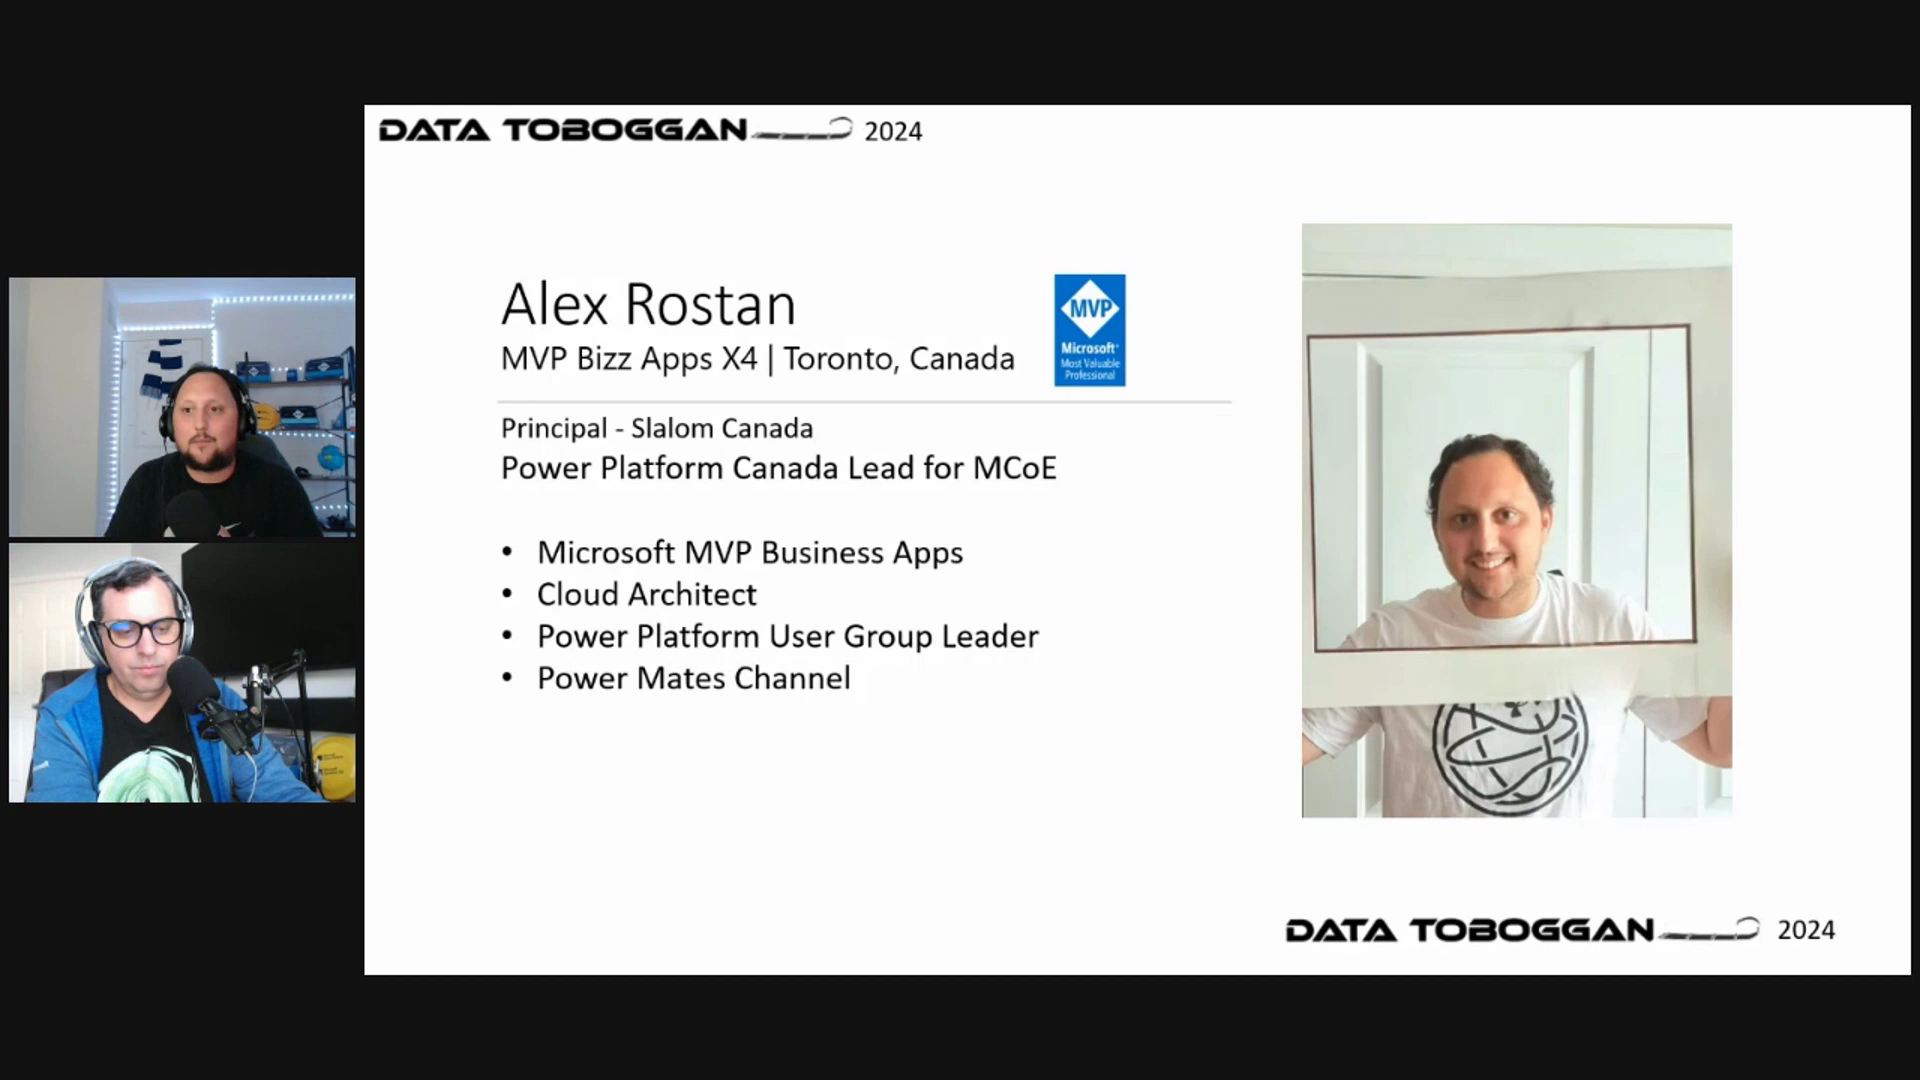 DATA TOBOGGAN 2024
Alex Rostan
MVP Bizz Apps X4 | Toronto, Canada
MVP
Microsoft
Most Valuable
Professional
Principal - Slalom Canada
Power Platform Canada Lead for MCoE
• Microsoft MVP Business Apps
• Cloud Architect
• Power Platform User Group Leader
• Power Mates Channel
DATA TOBOGGAN 2024